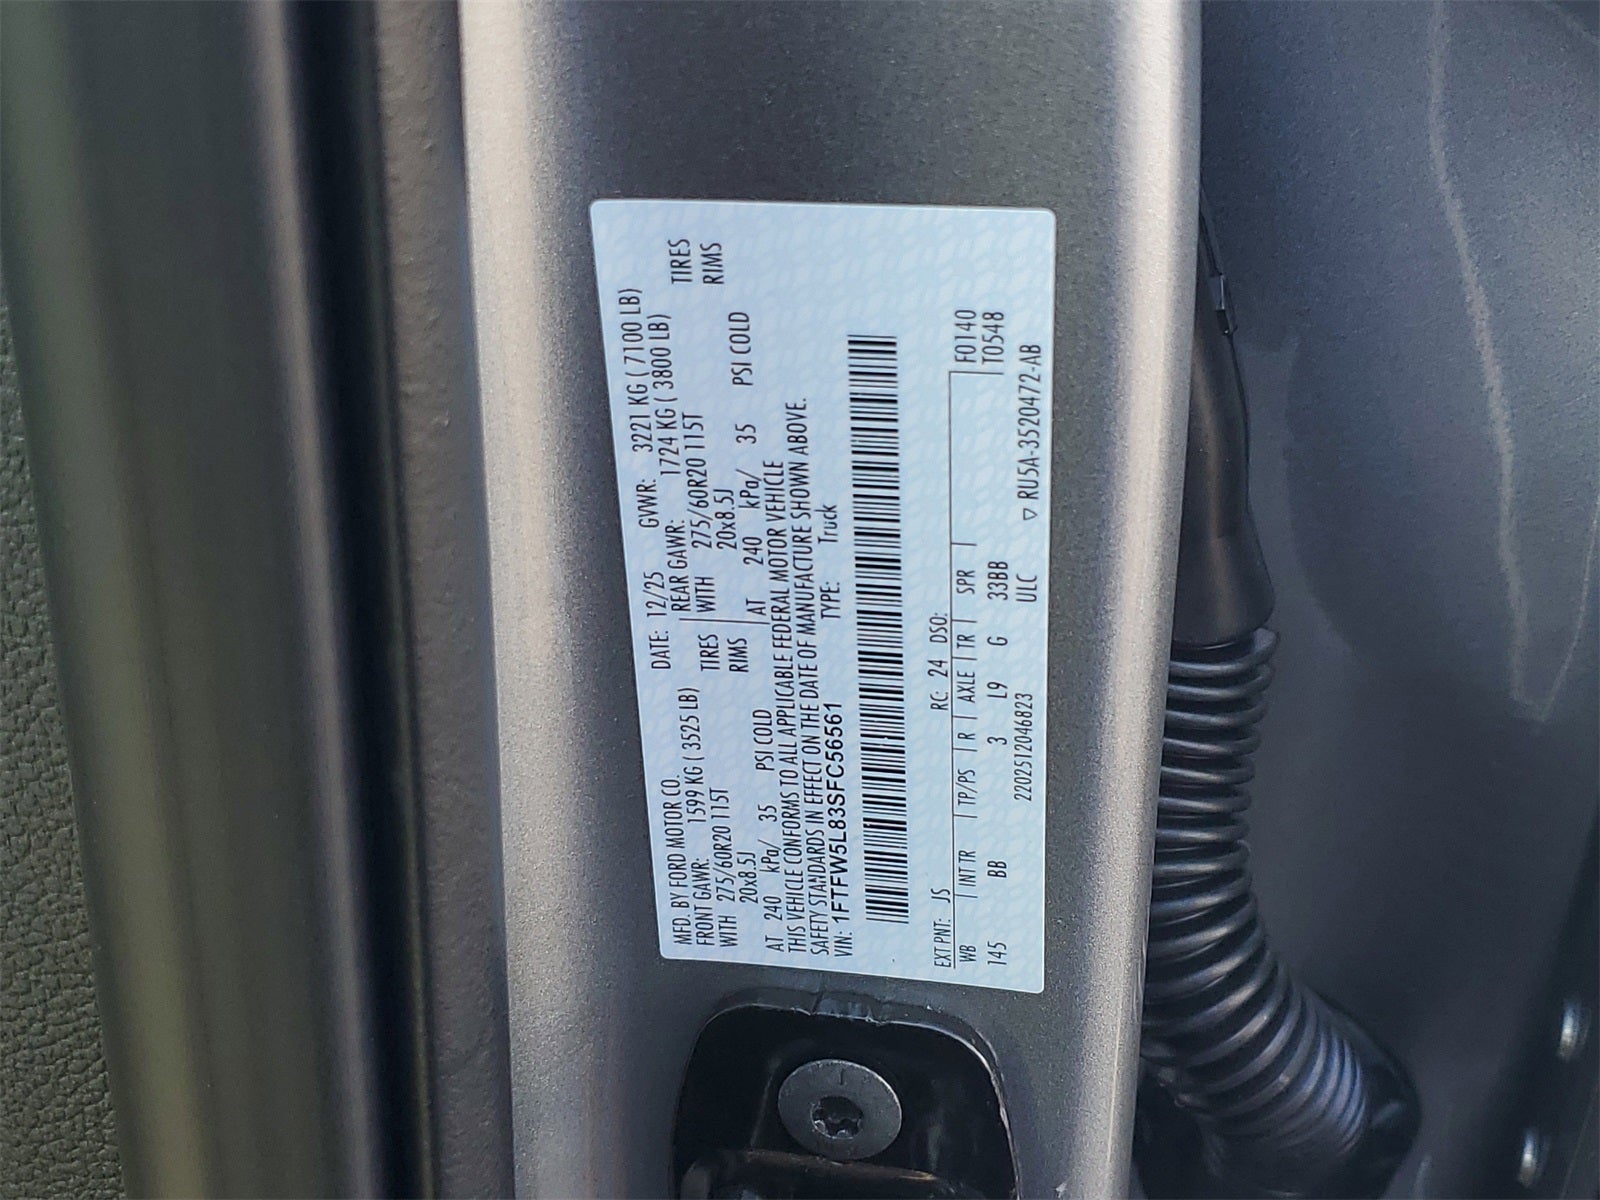 MFD. BY FORD MOTOR CO.
DATE: 12/25 GVWR: 3221 KG ( 7100 LB)
FRONT GAWR: 1599 KG ( 3525 LB) REAR GAWR: 1724 KG ( 3800 LB)
WITH 275/60R20 115T TIRES WITH 275/60R20 115T TIRES
20x8.5J RIMS 20x8.5J RIMS
AT 240 kPa/ 35 PSI COLD AT 240 kPa/ 35 PSI COLD
THIS VEHICLE CONFORMS TO ALL APPLICABLE FEDERAL MOTOR VEHICLE
SAFETY STANDARDS IN EFFECT ON THE DATE OF MANUFACTURE SHOWN ABOVE.
VIN: 1FTFW5L83SFC56561 TYPE: Truck
EXT PNT: JS RC: 24 DSO: F0140
WB INT TR TP/PS R AXLE TR SPR T0548
145 BB 3 L9 G 33BB
2202512046823 ULC ▽ RU5A-3520472-AB